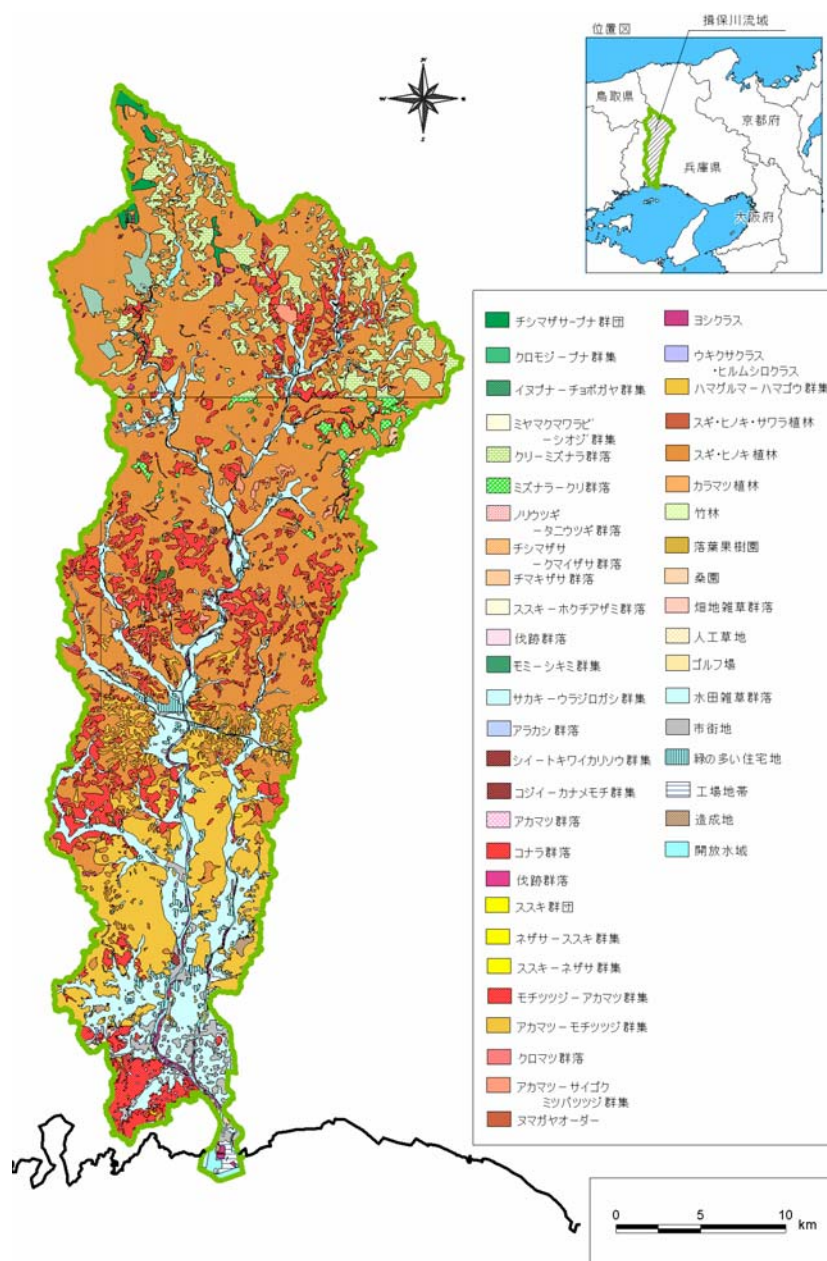 位置図
揖保川流域
鳥取県
京都府
兵庫県
大阪府
N
W
E
S
チシマザサーブナ群団
クロモジーブナ群集
イヌブナーチョボガヤ群集
ミヤマクマワラビ
ーシオジ群集
クリーミズナラ群落
ミズナラークリ群落
ノリウツギ
ータニウツギ群落
チシマザサ
ークマイザサ群落
チマキザサ群落
ススキーホクチアザミ群落
伐跡群落
モミーシキミ群集
サカキーウラジロガシ群集
アラカシ群落
シイートキワイカリソウ群集
コジイーカナメモチ群集
アカマツ群落
コナラ群落
伐跡群落
ススキ群団
ネザサーススキ群集
ススキーネザサ群集
モチツツジーアカマツ群集
アカマツーモチツツジ群集
クロマツ群落
アカマツーサイゴク
ミツバツツジ群集
ヌマガヤオーダー
ヨシクラス
ウキクサクラス
・ヒルムシロクラス
ハマグルマーハマゴウ群集
スギ・ヒノキ・サワラ植林
スギ・ヒノキ植林
カラマツ植林
竹林
落葉果樹園
桑園
畑地雑草群落
人工草地
ゴルフ場
水田雑草群落
市街地
緑の多い住宅地
工場地帯
造成地
開放水域
0 5 10
km